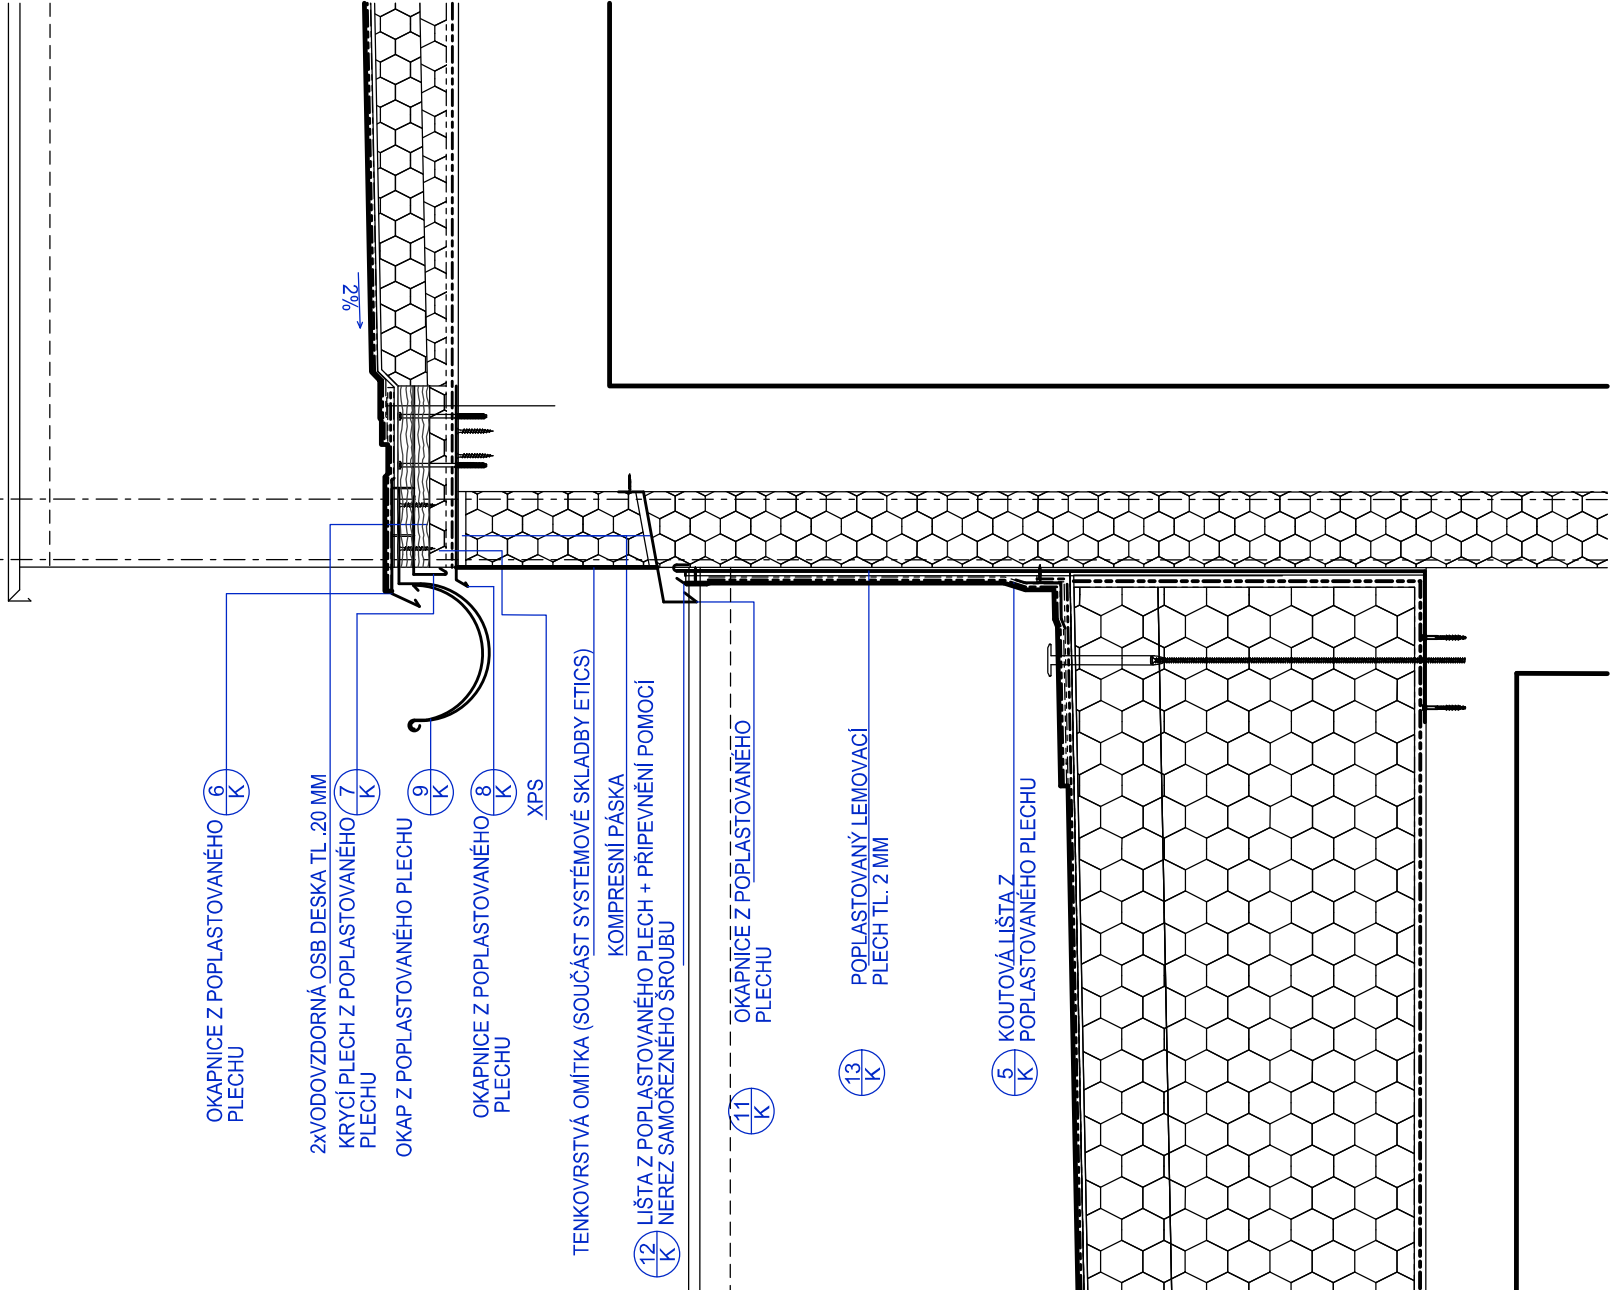 2%
6
K
OKAPNICE Z POPLASTOVANÉHO
PLECHU
2xVODOVZDORNÁ OSB DESKA TL.20 MM
7
K
KRYCÍ PLECH Z POPLASTOVANÉHO
PLECHU
9
K
OKAP Z POPLASTOVÉHO PLECHU
8
K
OKAPNICE Z POPLASTOVANÉHO
PLECHU
XPS
TENKOVRSTVÁ OMÍTKA (SOUČÁST SYSTÉMOVÉ SKLADBY ETICS)
KOMPRESNÍ PÁSKA
12
K
LIŠTA Z POPLASTOVANÉHO PLECH + PŘIPEVNĚNÍ POMOCÍ
NEREZ SAMOŘEZNÉHO ŠROUBU
11
K
OKAPNICE Z POPLASTOVANÉHO
PLECHU
13
K
POPLASTOVANÝ LEMOVACÍ
PLECH TL. 2 MM
5
K
KOUTOVÁ LIŠTA Z
POPLASTOVANÉHO PLECHU